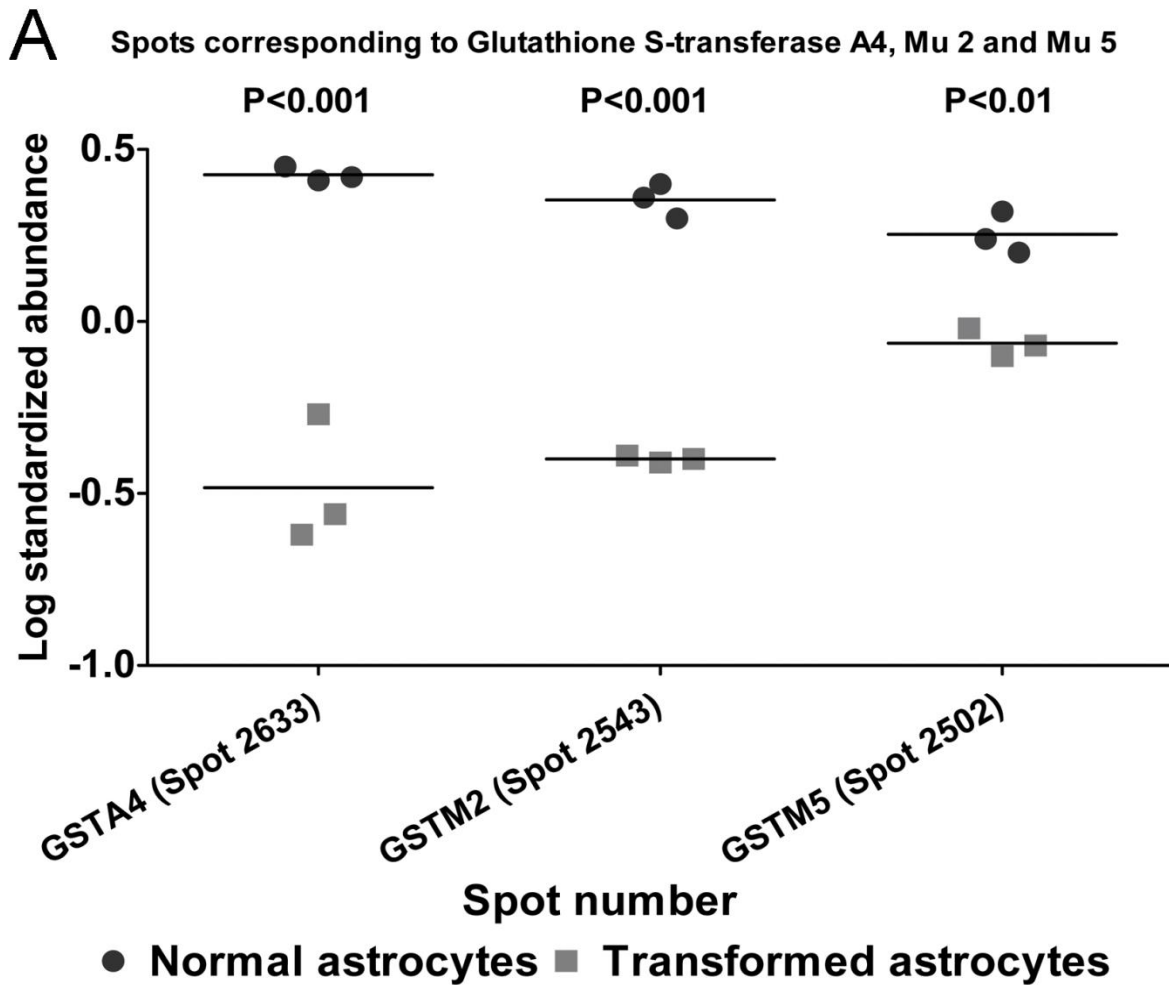 A
Spots corresponding to Glutathione S-transferase A4, Mu 2 and Mu 5
P<0.001 P<0.001 P<0.01
Log standardized abundance
0.5
0.0
-0.5
-1.0
GSTA4 (Spot 2633)
GSTM2 (Spot 2543)
GSTM5 (Spot 2502)
Spot number
Normal astrocytes Transformed astrocytes